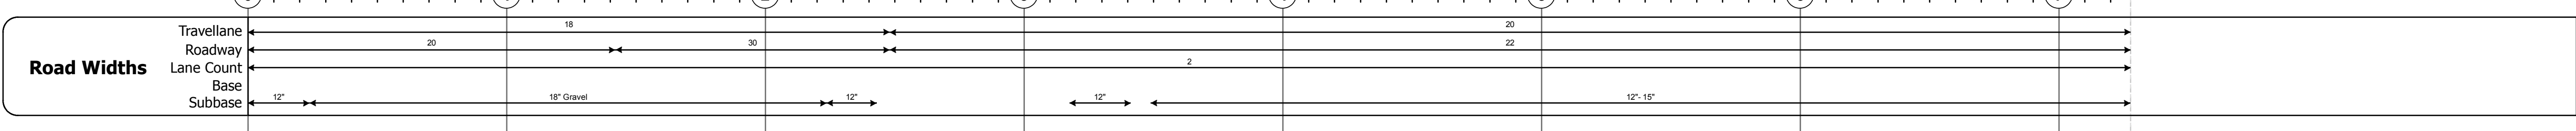 Travellane 18 20
Roadway 20 30 22
Road Widths
Lane Count 2
Base
Subbase 12" 18" Gravel 12" 12" 12"- 15"